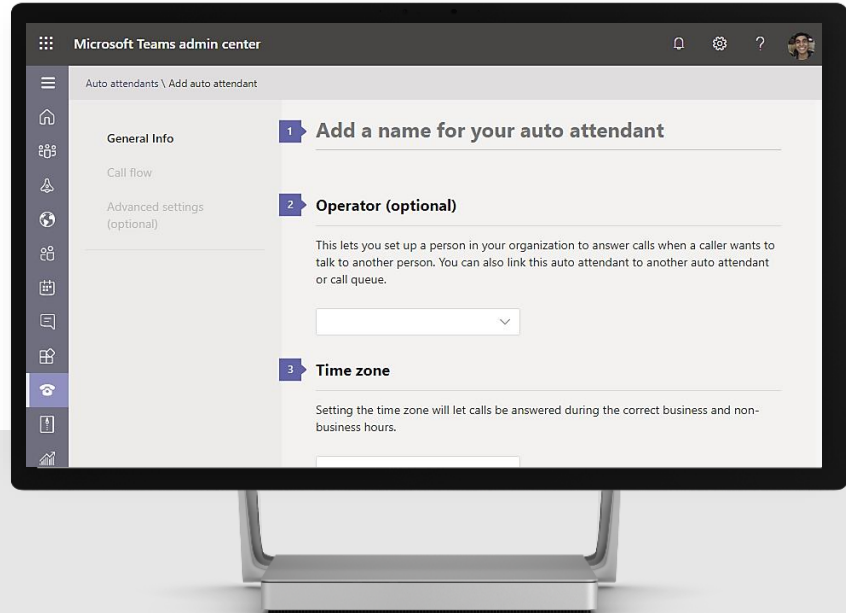 Microsoft Teams admin center
?
Auto attendants \ Add auto attendant
General Info
Call flow
Advanced settings
(optional)
1 Add a name for your auto attendant
2 Operator (optional)
This lets you set up a person in your organization to answer calls when a caller wants to
talk to another person. You can also link this auto attendant to another auto attendant
or call queue.
3 Time zone
Setting the time zone will let calls be answered during the correct business and non-
business hours.